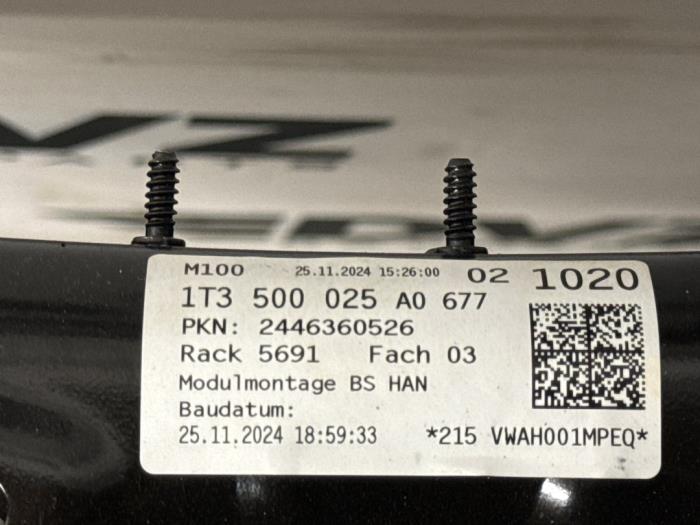 M100 25.11.2024 15:26:00 02 1020
1T3 500 025 A0 677
PKN: 2446360526
Rack 5691 Fach 03
Modulmontage BS HAN
Baudatum:
25.11.2024 18:59:33 *215 VWAH001MPEQ*